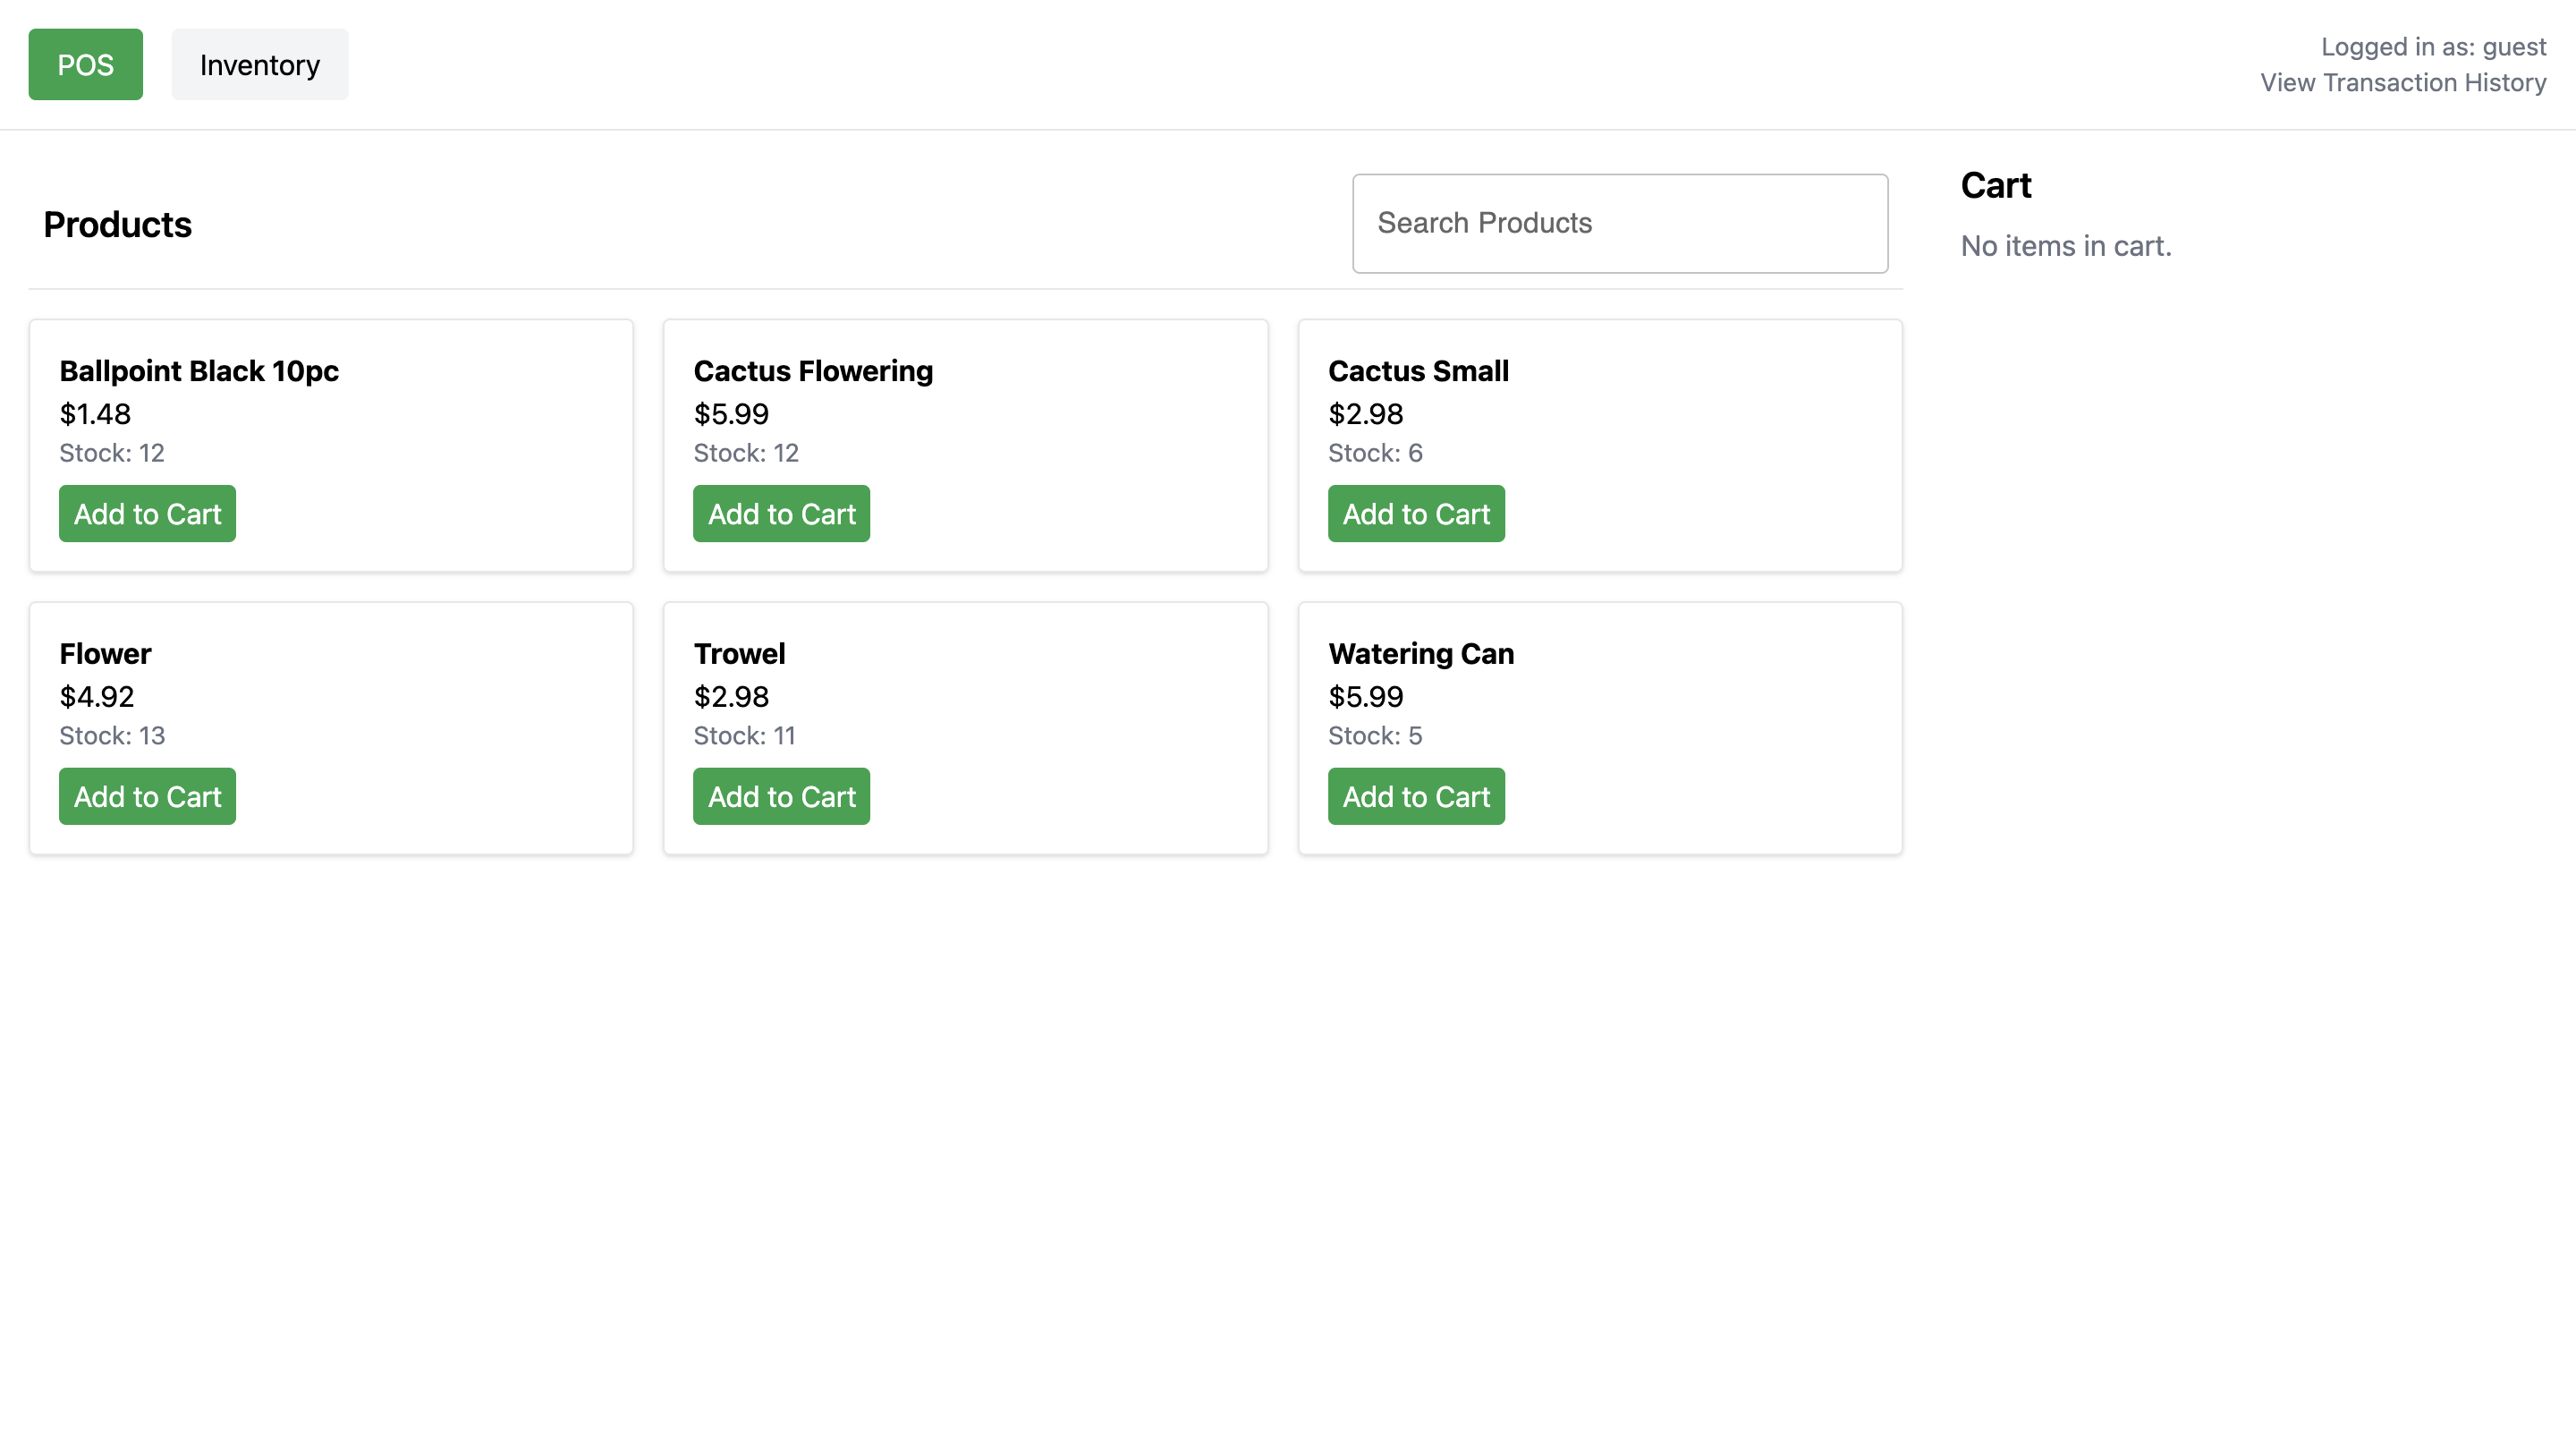 POS
Inventory
Logged in as: guest
View Transaction History
Products
Search Products
Cart
No items in cart.
Ballpoint Black 10pc
$1.48
Stock: 12
Add to Cart
Cactus Flowering
$5.99
Stock: 12
Add to Cart
Cactus Small
$2.98
Stock: 6
Add to Cart
Flower
$4.92
Stock: 13
Add to Cart
Trowel
$2.98
Stock: 11
Add to Cart
Watering Can
$5.99
Stock: 5
Add to Cart